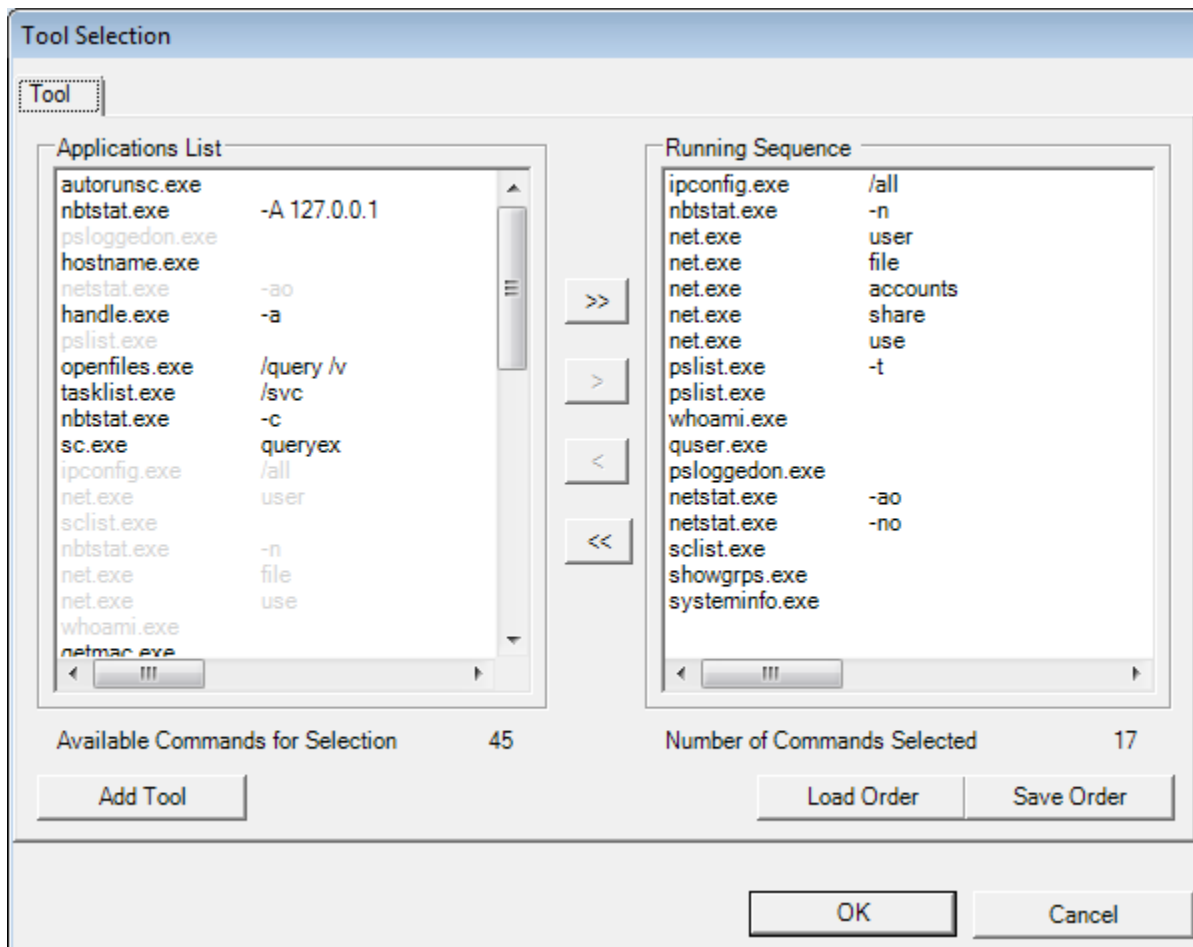 Tool Selection
Tool
Applications List
autorunsc.exe
nbtstat.exe -A 127.0.0.1
psloggedon.exe
hostname.exe
netstat.exe -ao
handle.exe -a
pslist.exe
openfiles.exe /query /v
tasklist.exe /svc
nbtstat.exe -c
sc.exe queryex
ipconfig.exe /all
net.exe user
sclist.exe
nbtstat.exe -n
net.exe file
net.exe use
whoami.exe
getmac.exe
>>
>
<
<<
Running Sequence
ipconfig.exe /all
nbtstat.exe -n
net.exe user
net.exe file
net.exe accounts
net.exe share
net.exe use
pslist.exe -t
pslist.exe
whoami.exe
quser.exe
psloggedon.exe
netstat.exe -ao
netstat.exe -no
sclist.exe
showgrps.exe
systeminfo.exe
Available Commands for Selection 45
Number of Commands Selected 17
Add Tool
Load Order
Save Order
OK
Cancel